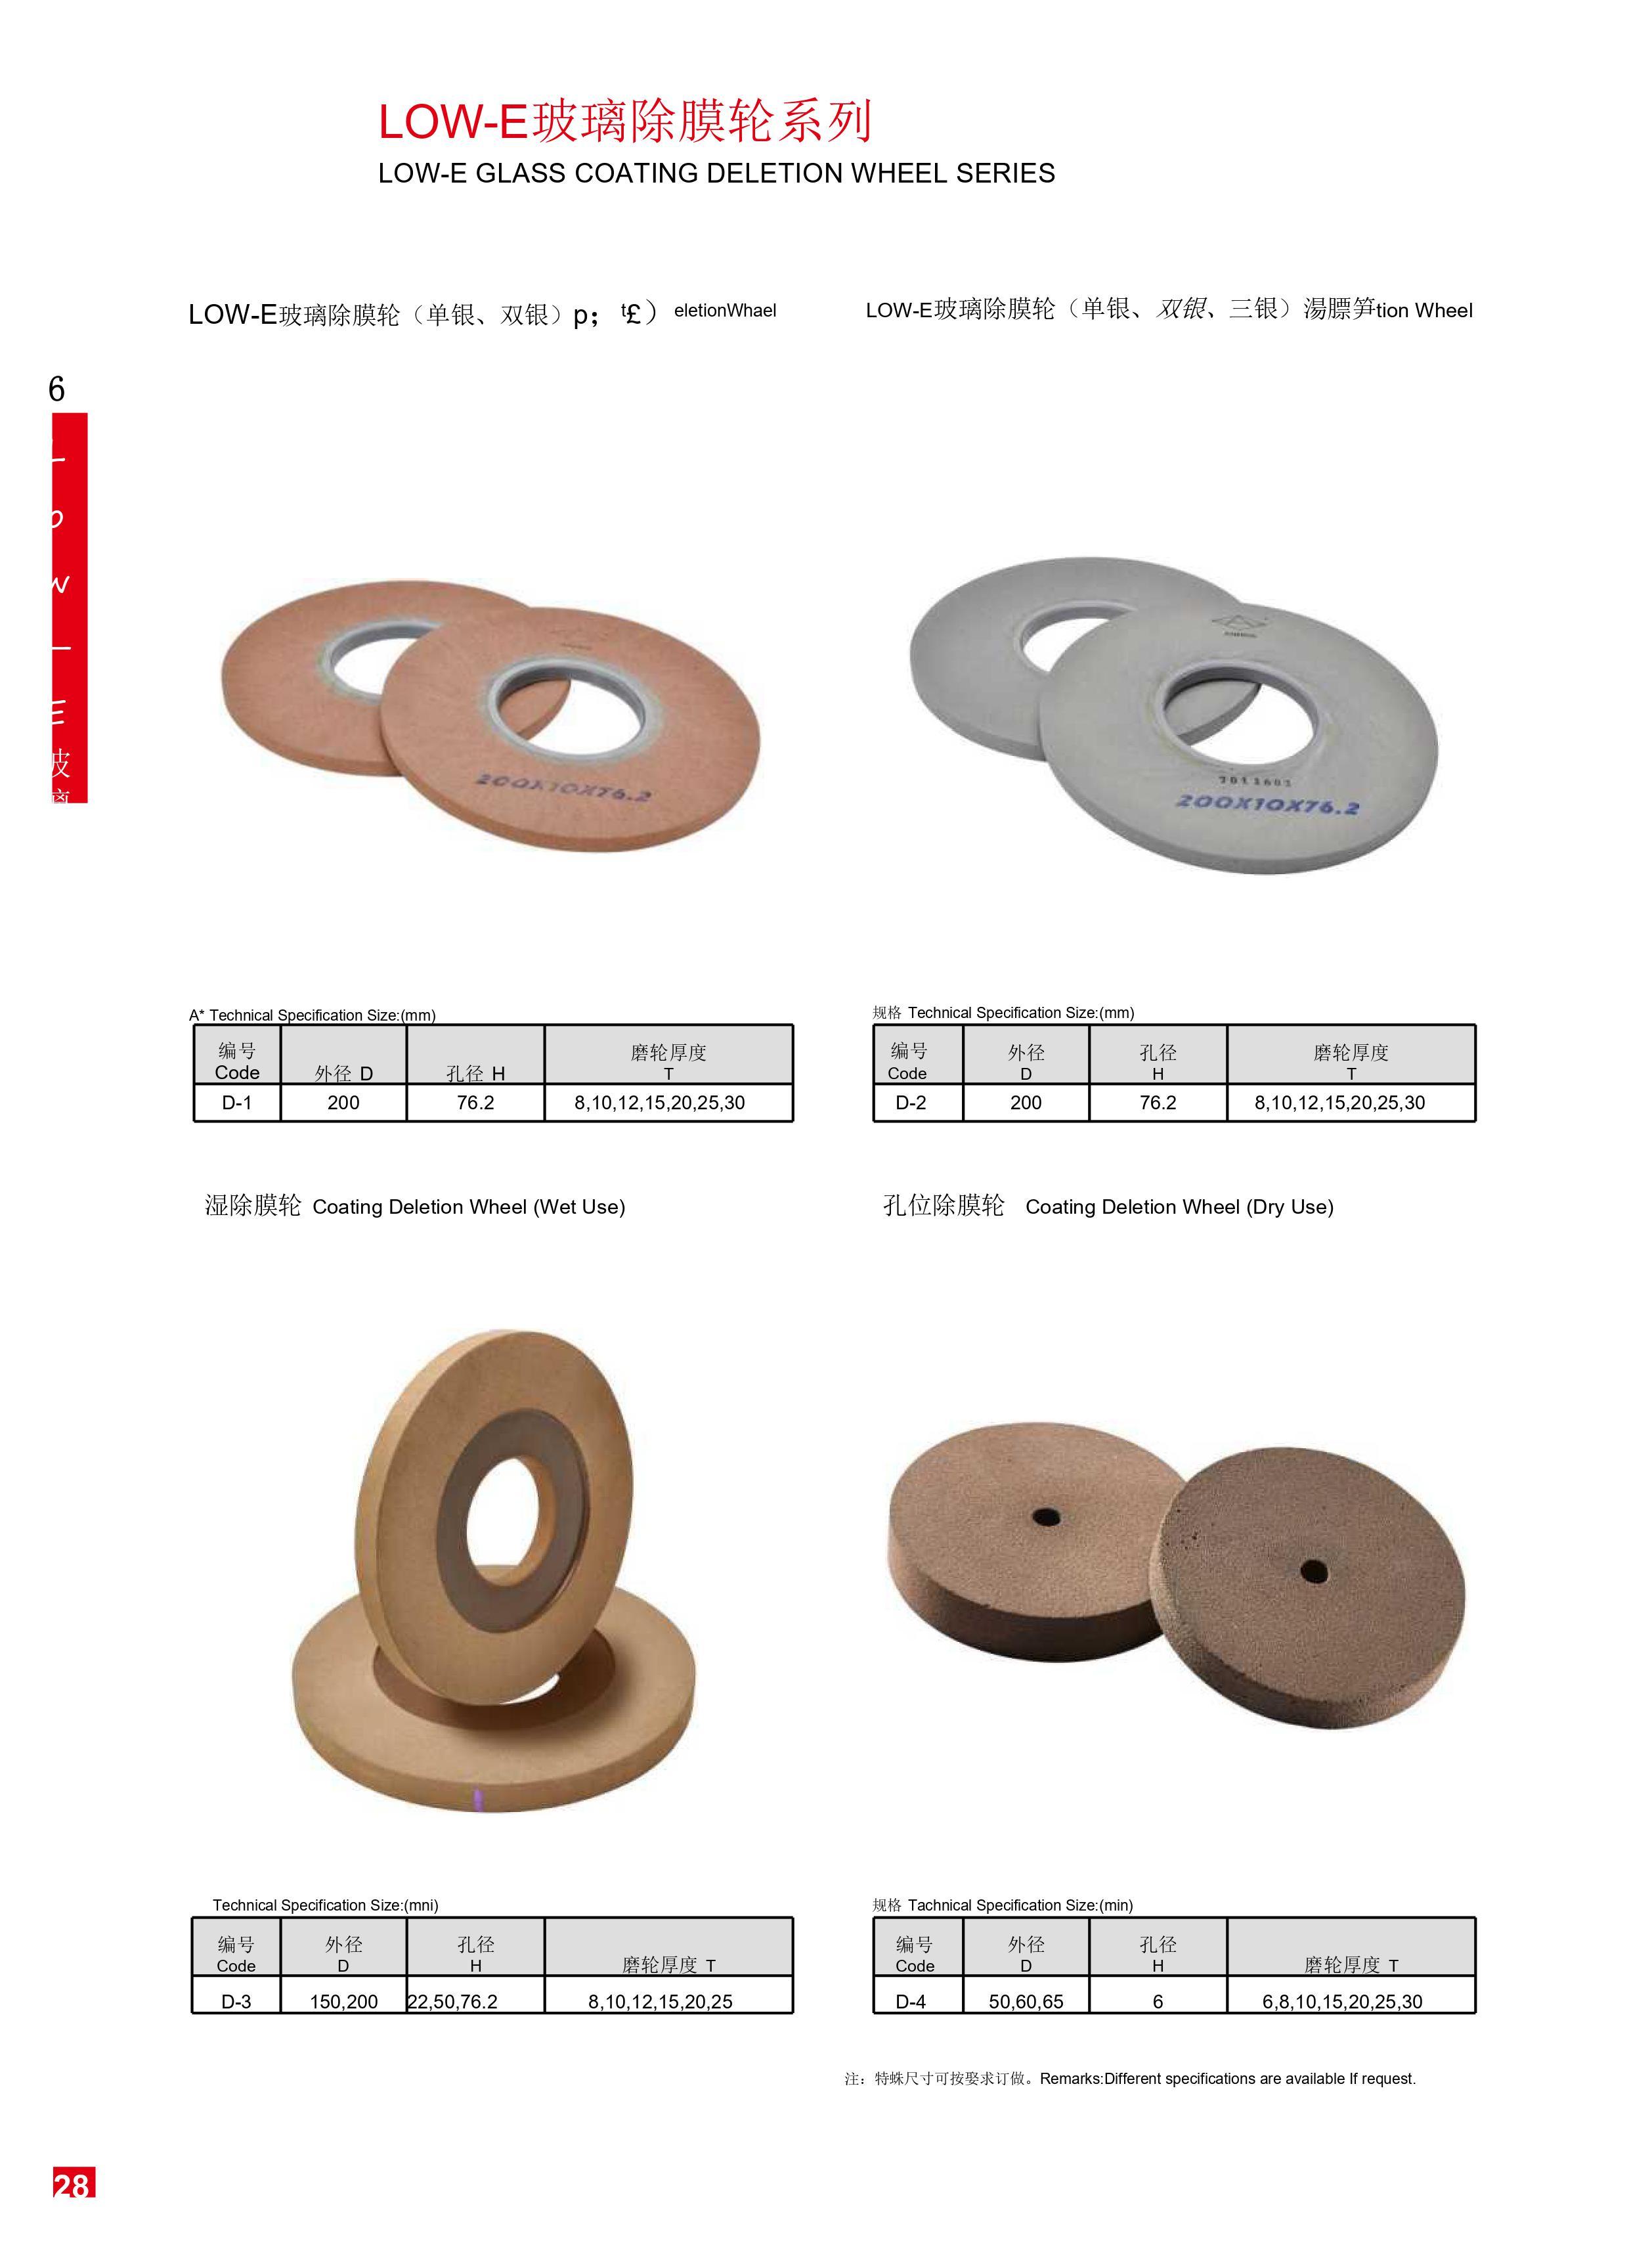 LOW-E玻璃除膜轮系列
LOW-E GLASS COATING DELETION WHEEL SERIES
LOW-E玻璃除膜轮（单银、双银）p； t£） eletionWhael
LOW-E玻璃除膜轮（单银、双银、三银）湯膘笋tion Wheel
6
L
o
w
—
E
玻
璃
200X10X76.2
7011603
200X10X76.2
A* Technical Specification Size:(mm)
编号 Code 外径 D 孔径 H 磨轮厚度 T
D-1 200 76.2 8,10,12,15,20,25,30
规格 Technical Specification Size:(mm)
编号 外径 孔径 磨轮厚度
Code D H T
D-2 200 76.2 8,10,12,15,20,25,30
湿除膜轮 Coating Deletion Wheel (Wet Use)
孔位除膜轮 Coating Deletion Wheel (Dry Use)
Technical Specification Size:(mni)
编号 外径 孔径
Code D H 磨轮厚度 T
D-3 150,200 22,50,76.2 8,10,12,15,20,25
规格 Tachnical Specification Size:(min)
编号 外径 孔径
Code D H 磨轮厚度 T
D-4 50,60,65 6 6,8,10,15,20,25,30
注：特蛛尺寸可按娶求订做。Remarks:Different specifications are available If request.
28